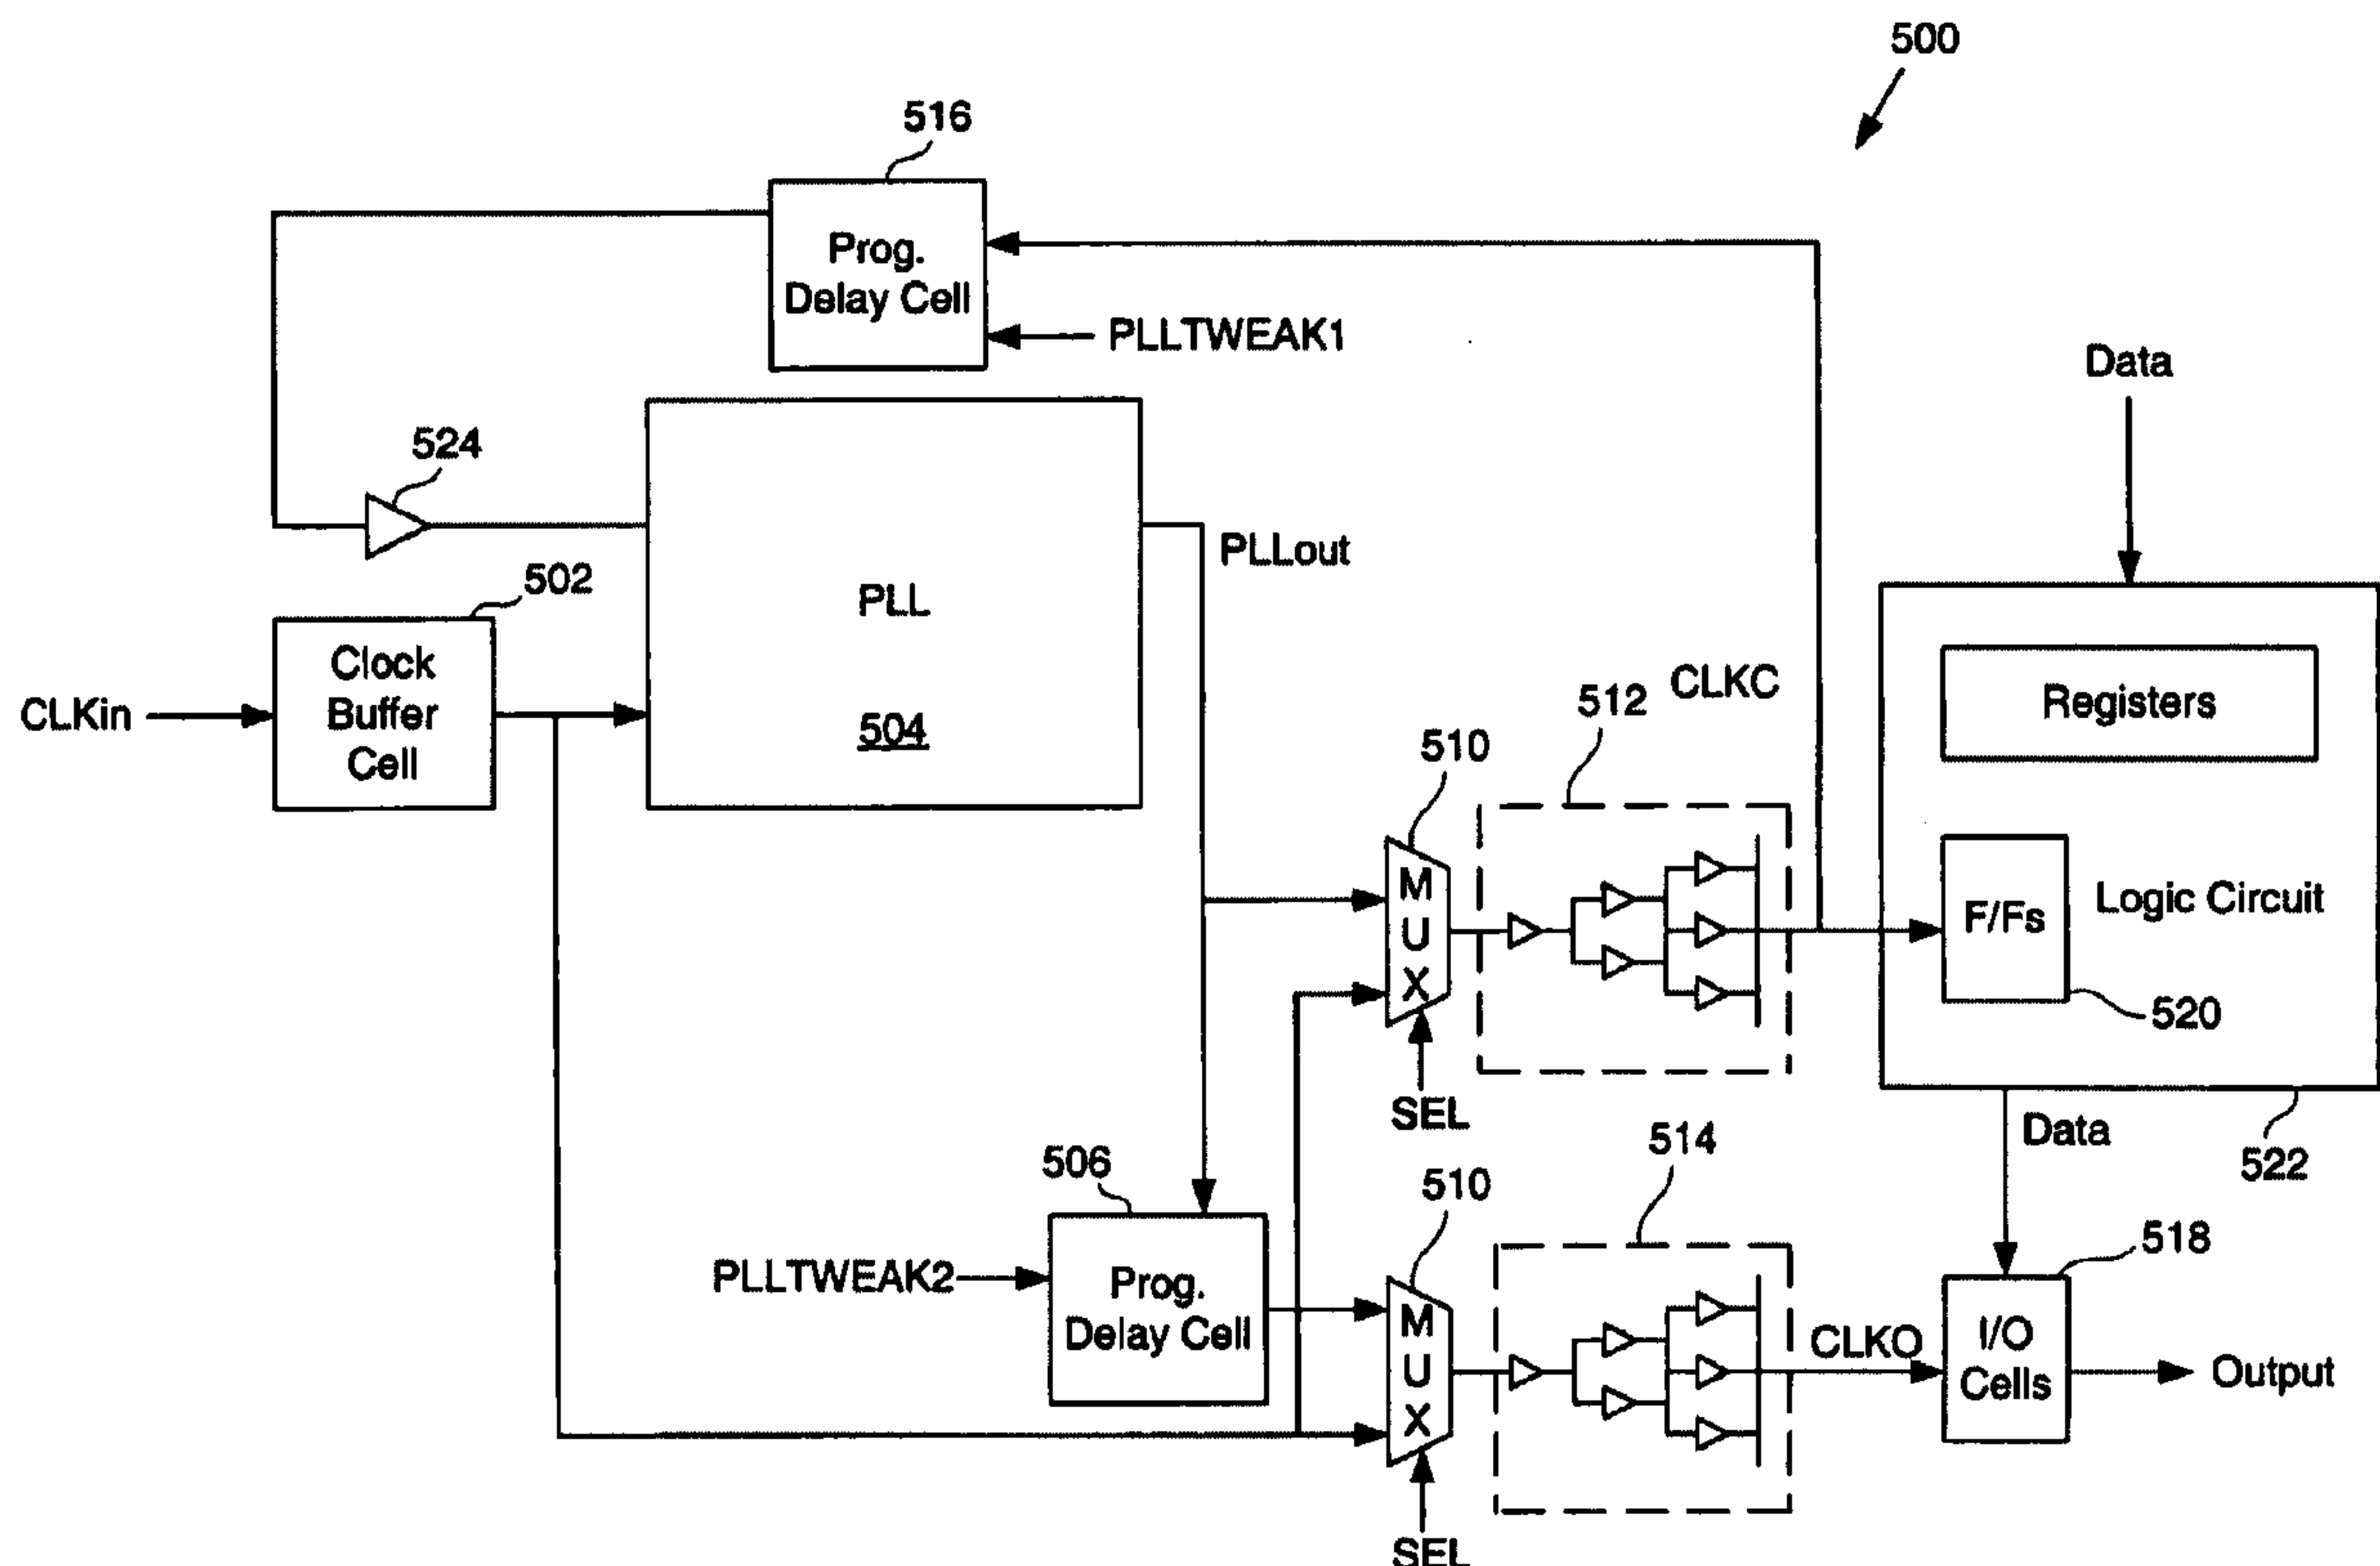 500
516
Prog.
Delay Cell
PLLTWEAK1
Data
524
PLLout
502
PLL
504
Clock
Buffer
Cell
CLKin
CLKC
512
510
Registers
MUX
F/Fs
Logic Circuit
520
SEL
Data
522
514
506
510
518
PLLTWEAK2
Prog.
Delay Cell
MUX
CLKO
I/O
Cells
Output
SEL